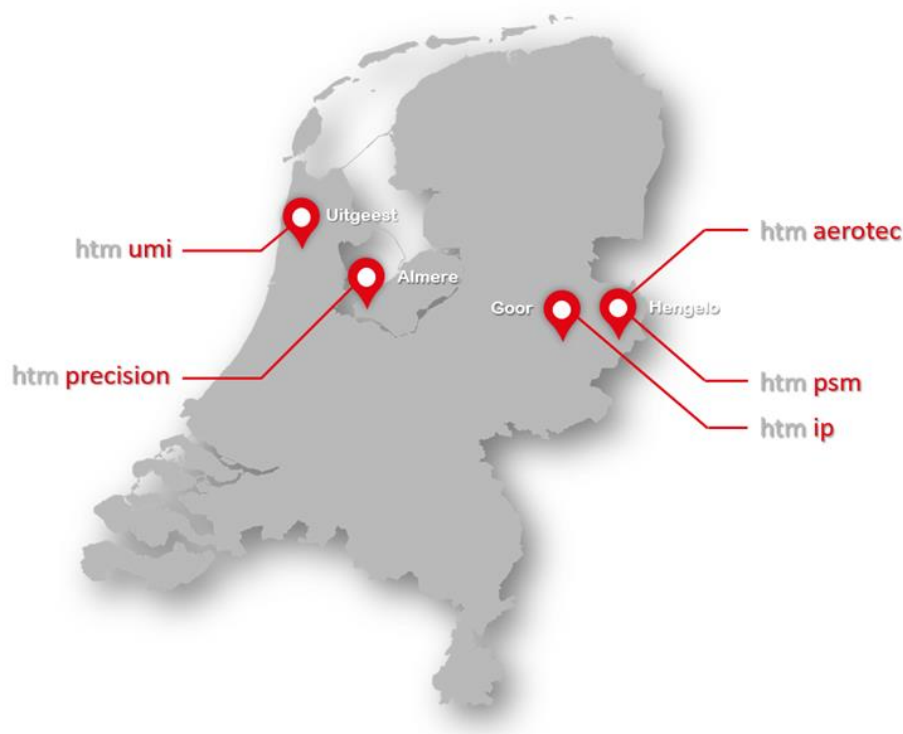 Uitgeest
htm umi
htm aerotec
Almere
Goor
Hengelo
htm precision
htm psm
htm ip